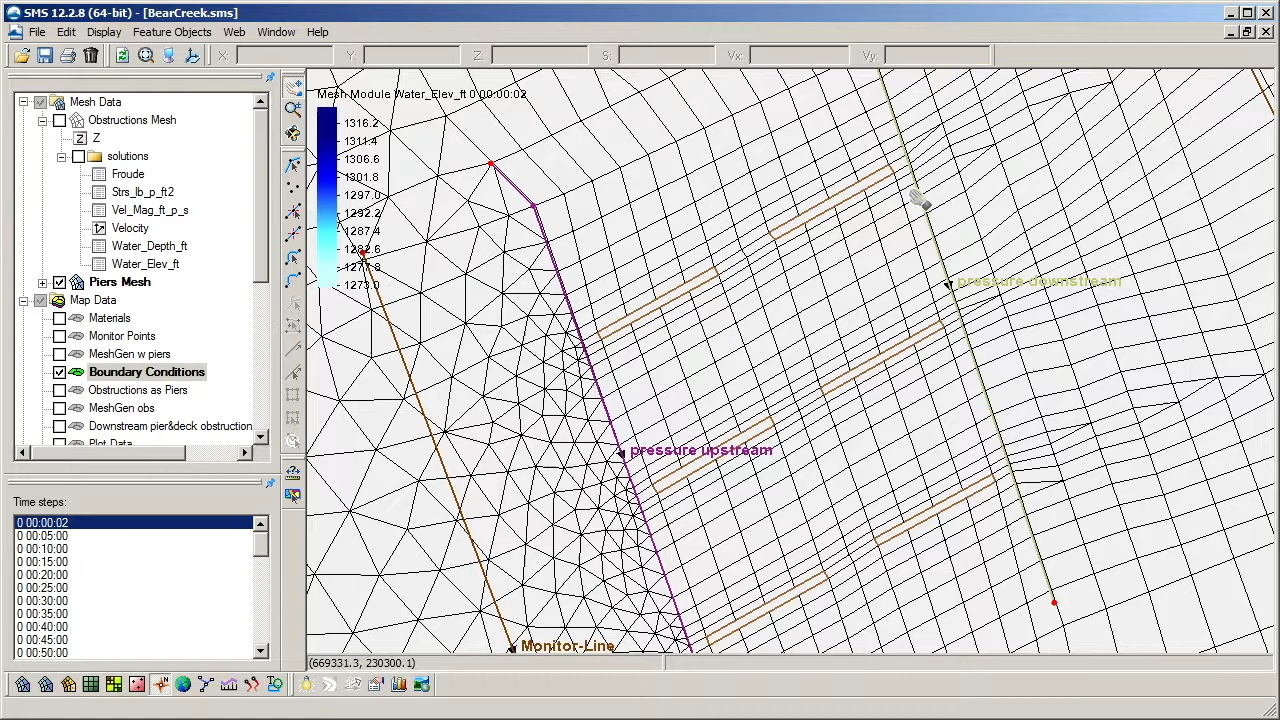 SMS 12.2.8 (64-bit) - [BearCreek.sms]
File Edit Display Feature Objects Web Window Help
X: Y: Z: S: Vx: Vy:
Mesh Data
Obstructions Mesh
Z
solutions
Froude
Strs_lb_p_ft2
Vel_Mag_ft_p_s
Velocity
Water_Depth_ft
Water_Elev_ft
Piers Mesh
Map Data
Materials
Monitor Points
MeshGen w piers
Boundary Conditions
Obstructions as Piers
MeshGen obs
Downstream pier&deck obstruction
Plot Data
Time steps:
0 00:00:02
0 00:05:00
0 00:10:00
0 00:15:00
0 00:20:00
0 00:25:00
0 00:30:00
0 00:35:00
0 00:40:00
0 00:45:00
0 00:50:00
Mesh Module Water_Elev_ft 0 00:00:02
1316.2
1311.4
1306.6
1301.8
1297.0
1292.2
1287.4
1282.6
1277.8
1273.0
pressure downstream
pressure upstream
Monitor-Line
(669331.3, 230300.1)